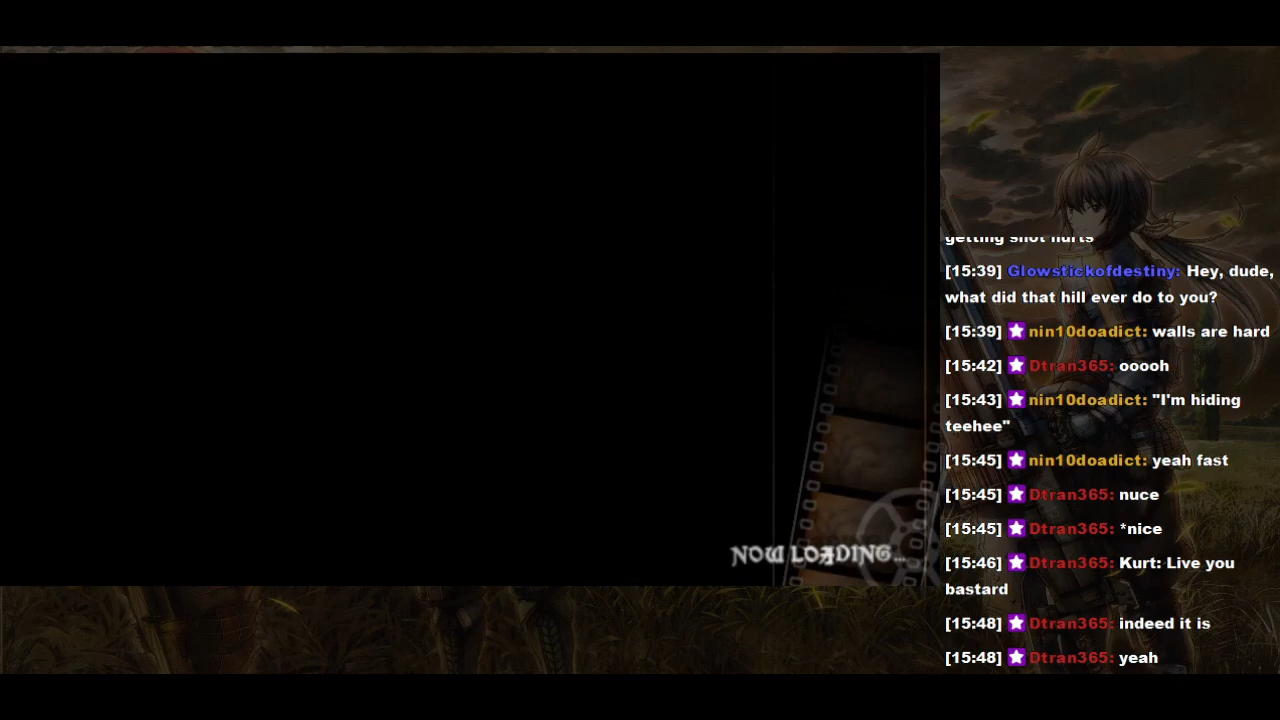 getting shot hurts
[15:39] Glowstickofdestiny: Hey, dude,
what did that hill ever do to you?
[15:39] nin10doadict: walls are hard
[15:42] Dtran365: ooooh
[15:43] nin10doadict: "I'm hiding
teehee"
[15:45] nin10doadict: yeah fast
[15:45] Dtran365: nuce
[15:45] Dtran365: *nice
[15:46] Dtran365: Kurt: Live you
bastard
[15:48] Dtran365: indeed it is
[15:48] Dtran365: yeah
NOW LOADING...